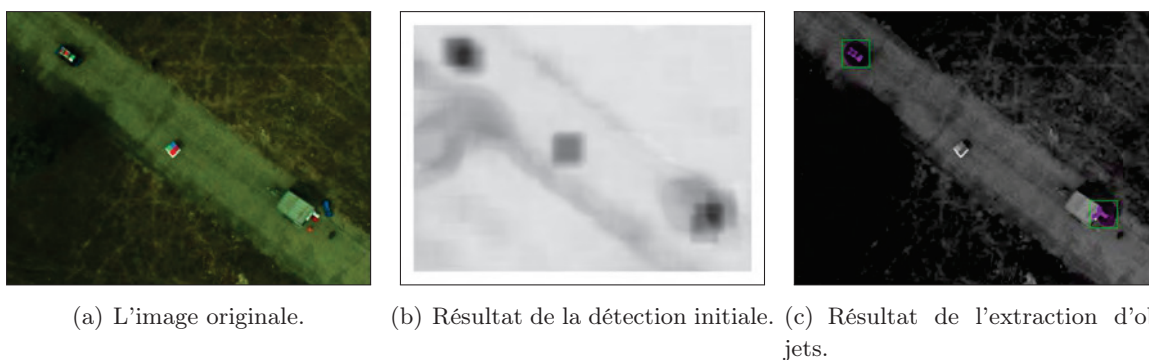 (a) L'image originale.
(b) Résultat de la détection initiale.
(c) Résultat de l'extraction d'ob
jets.